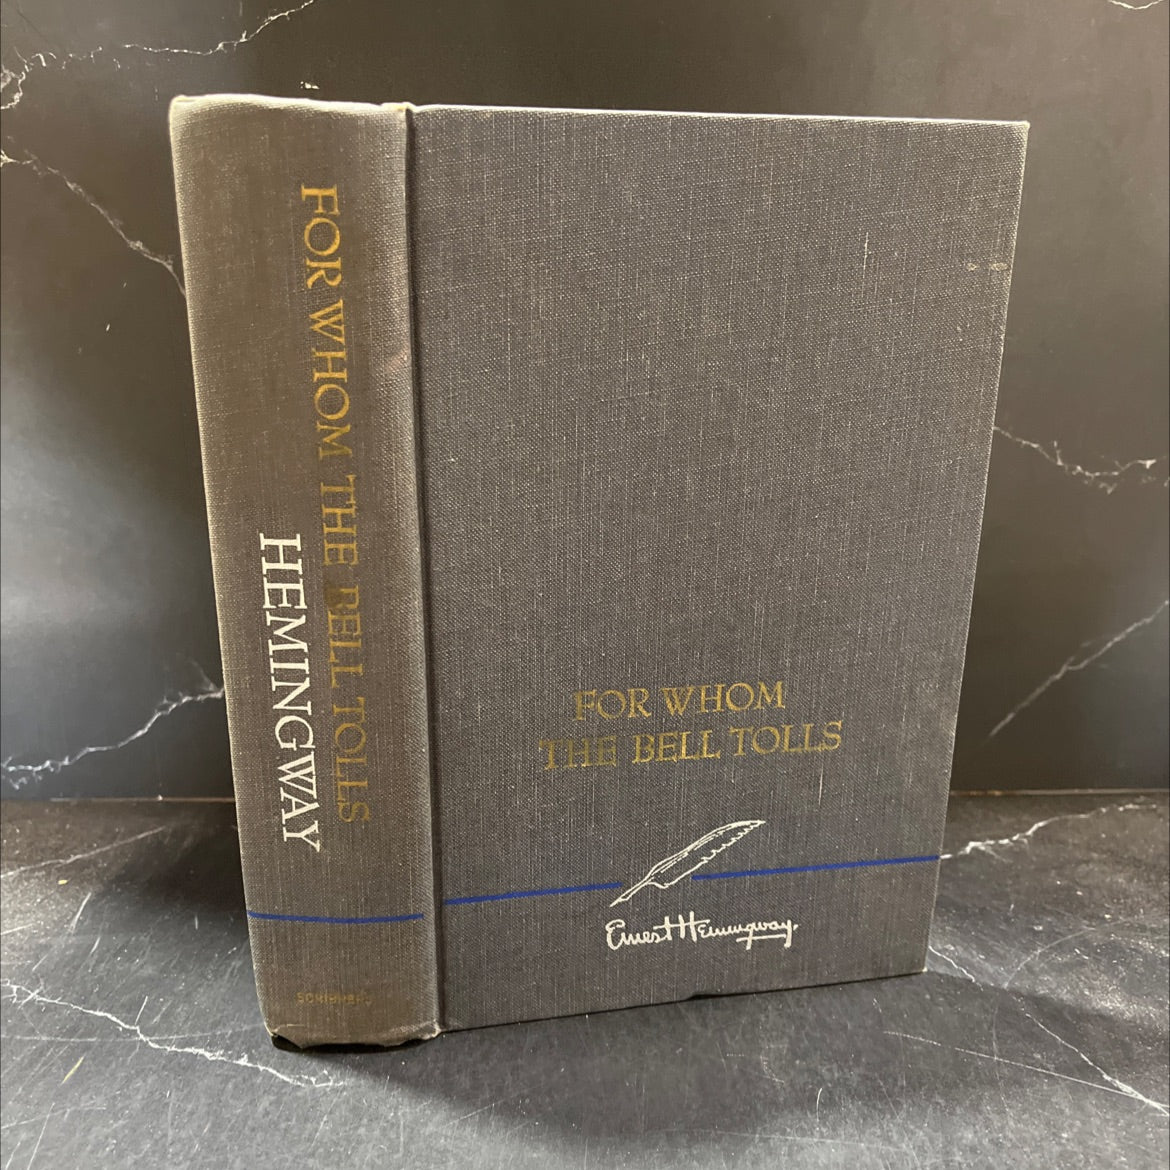 FOR WHOM THE BELL TOLLS
HEMINGWAY
SCRIBNERS
FOR WHOM
THE BELL TOLLS
Ernest Hemingway.